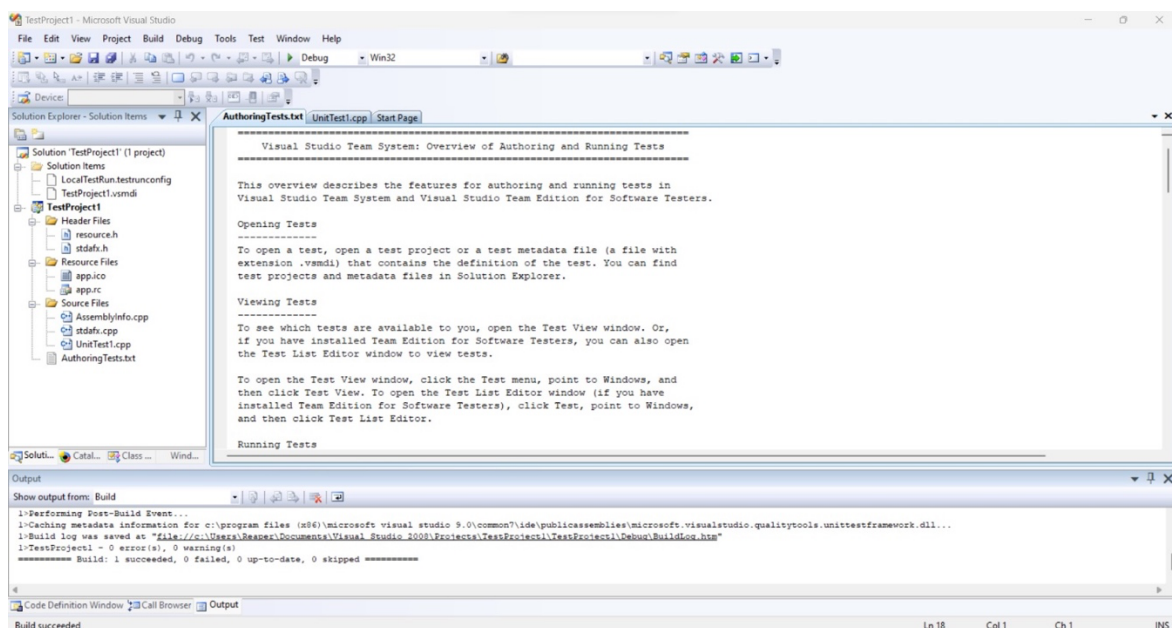 TestProject1 - Microsoft Visual Studio
File Edit View Project Build Debug Tools Test Window Help
Debug Win32
Device:
Solution Explorer - Solution Items
AuthoringTests.txt UnitTest1.cpp Start Page
Solution 'TestProject1' (1 project)
Solution Items
LocalTestRun.testrunconfig
TestProject1.vsmdi
TestProject1
Header Files
resource.h
stdafx.h
Resource Files
app.ico
app.rc
Source Files
AssemblyInfo.cpp
stdafx.cpp
UnitTest1.cpp
AuthoringTests.txt
Soluti... Catal... Class ... Wind...
Visual Studio Team System: Overview of Authoring and Running Tests
This overview describes the features for authoring and running tests in
Visual Studio Team System and Visual Studio Team Edition for Software Testers.
Opening Tests
-------------
To open a test, open a test project or a test metadata file (a file with
extension .vsmdi) that contains the definition of the test. You can find
test projects and metadata files in Solution Explorer.
Viewing Tests
-------------
To see which tests are available to you, open the Test View window. Or,
if you have installed Team Edition for Software Testers, you can also open
the Test List Editor window to view tests.
To open the Test View window, click the Test menu, point to Windows, and
then click Test View. To open the Test List Editor window (if you have
installed Team Edition for Software Testers), click Test, point to Windows,
and then click Test List Editor.
Running Tests
Output
Show output from: Build
1>Performing Post-Build Event...
1>Caching metadata information for c:\program files (x86)\microsoft visual studio 9.0\common7\ide\publicassemblies\microsoft.visualstudio.qualitytools.unittestframework.dll...
1>Build log was saved at "file://c:\Users\Reaper\Documents\Visual Studio 2008\Projects\TestProject1\TestProject1\Debug\BuildLog.htm"
1>TestProject1 - 0 error(s), 0 warning(s)
========== Build: 1 succeeded, 0 failed, 0 up-to-date, 0 skipped ==========
Code Definition Window Call Browser Output
Build succeeded Ln 18 Col 1 Ch 1 INS